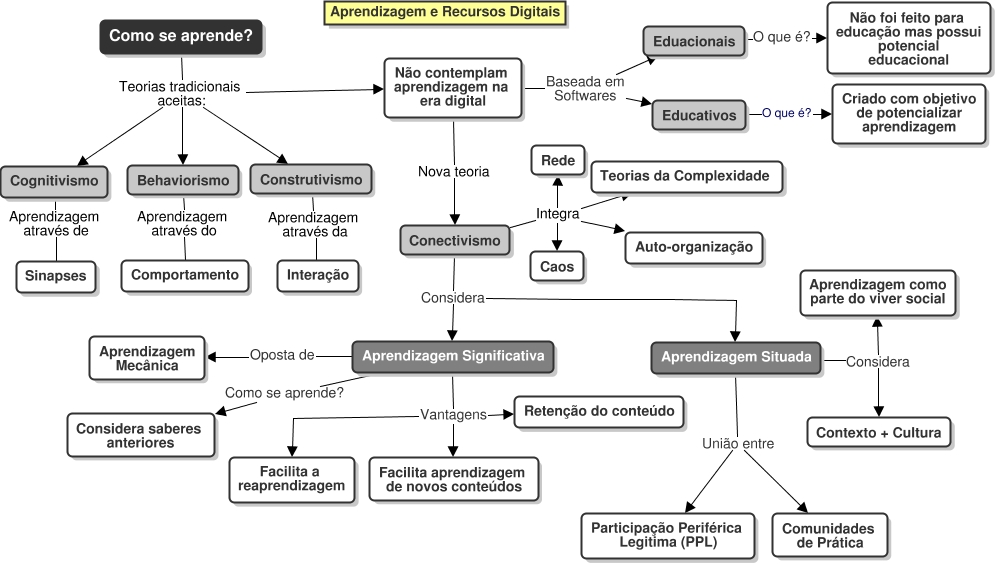 Aprendizagem e Recursos Digitais
Como se aprende?
Teorias tradicionais
aceitas:
Não contemplam
aprendizagem na
era digital
Baseada em
Softwares
Eduacionais
O que é?
Não foi feito para
educação mas possui
potencial
educacional
Educativos
O que é?
Criado com objetivo
de potencializar
aprendizagem
Cognitivismo
Behaviorismo
Construtivismo
Aprendizagem
através de
Aprendizagem
através do
Aprendizagem
através da
Sinapses
Comportamento
Interação
Nova teoria
Conectivismo
Integra
Rede
Teorias da Complexidade
Auto-organização
Caos
Considera
Aprendizagem Significativa
Aprendizagem Situada
Oposta de
Aprendizagem
Mecânica
Como se aprende?
Considera saberes
anteriores
Vantagens
Retenção do conteúdo
Facilita a
reaprendizagem
Facilita aprendizagem
de novos conteúdos
Considera
Aprendizagem como
parte do viver social
Contexto + Cultura
União entre
Participação Periférica
Legitima (PPL)
Comunidades
de Prática